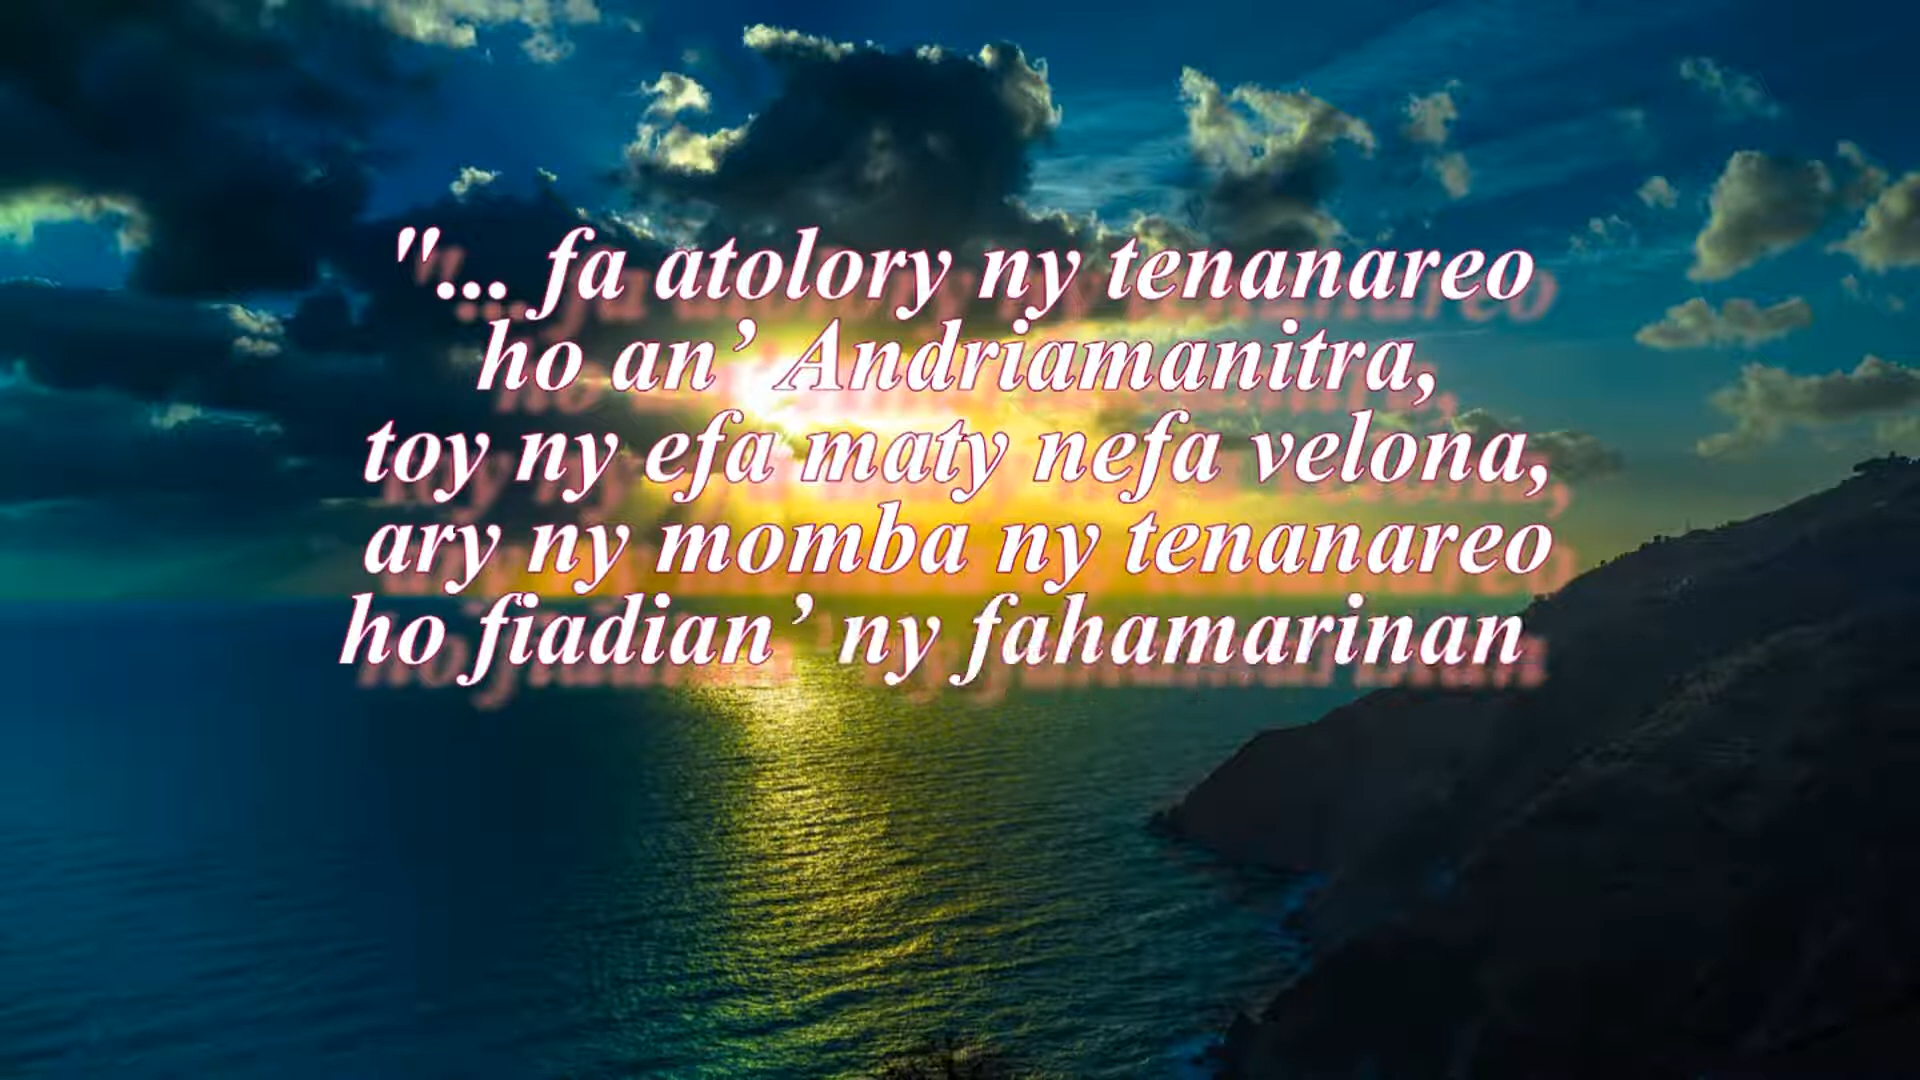 "... fa atolory ny tenanareo
ho an’ Andriamanitra,
toy ny efa maty nefa velona,
ary ny momba ny tenanareo
ho fiadian’ ny fahamarinan